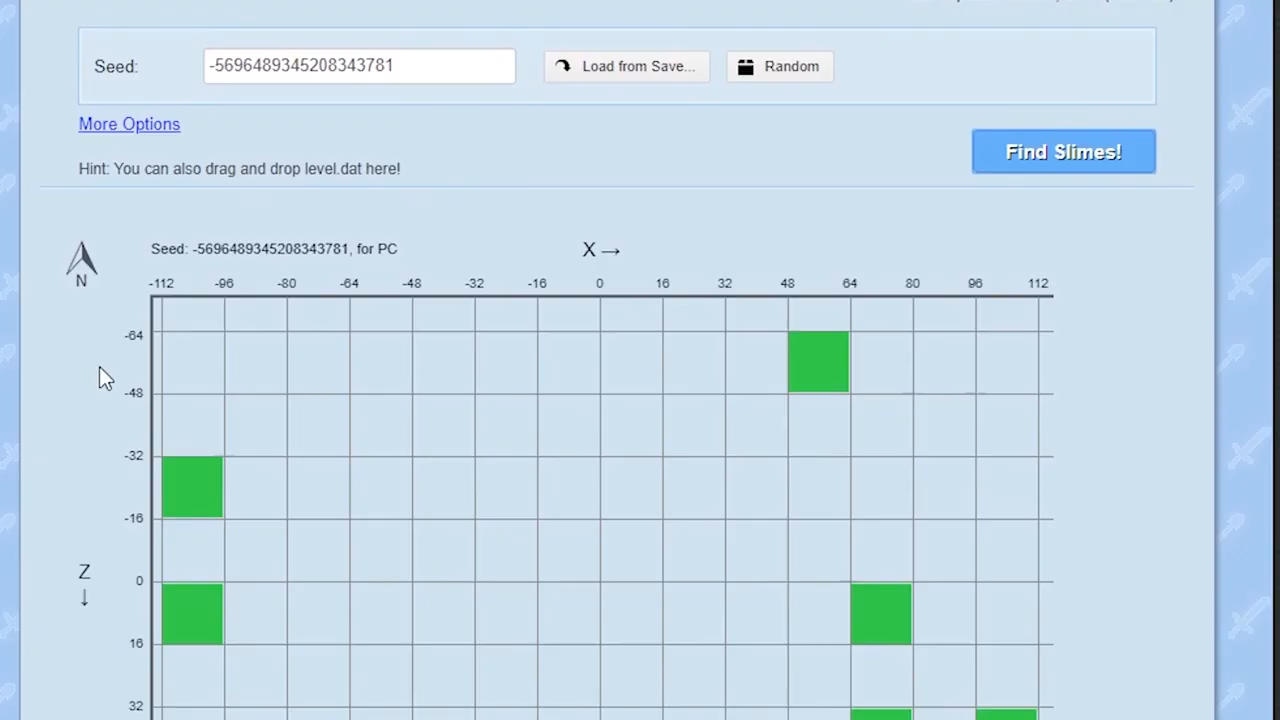 Seed: -5696489345208343781 Load from Save... Random
More Options
Find Slimes!
Hint: You can also drag and drop level.dat here!
N
Seed: -5696489345208343781, for PC
X →
-112 -96 -80 -64 -48 -32 -16 0 16 32 48 64 80 96 112
-64
-48
-32
-16
Z
↓
0
16
32